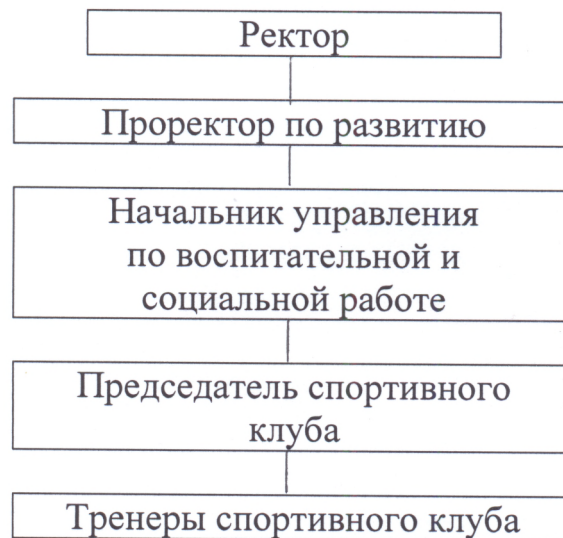 Ректор
Проректор по развитию
Начальник управления
по воспитательной и
социальной работе
Председатель спортивного
клуба
Тренеры спортивного клуба